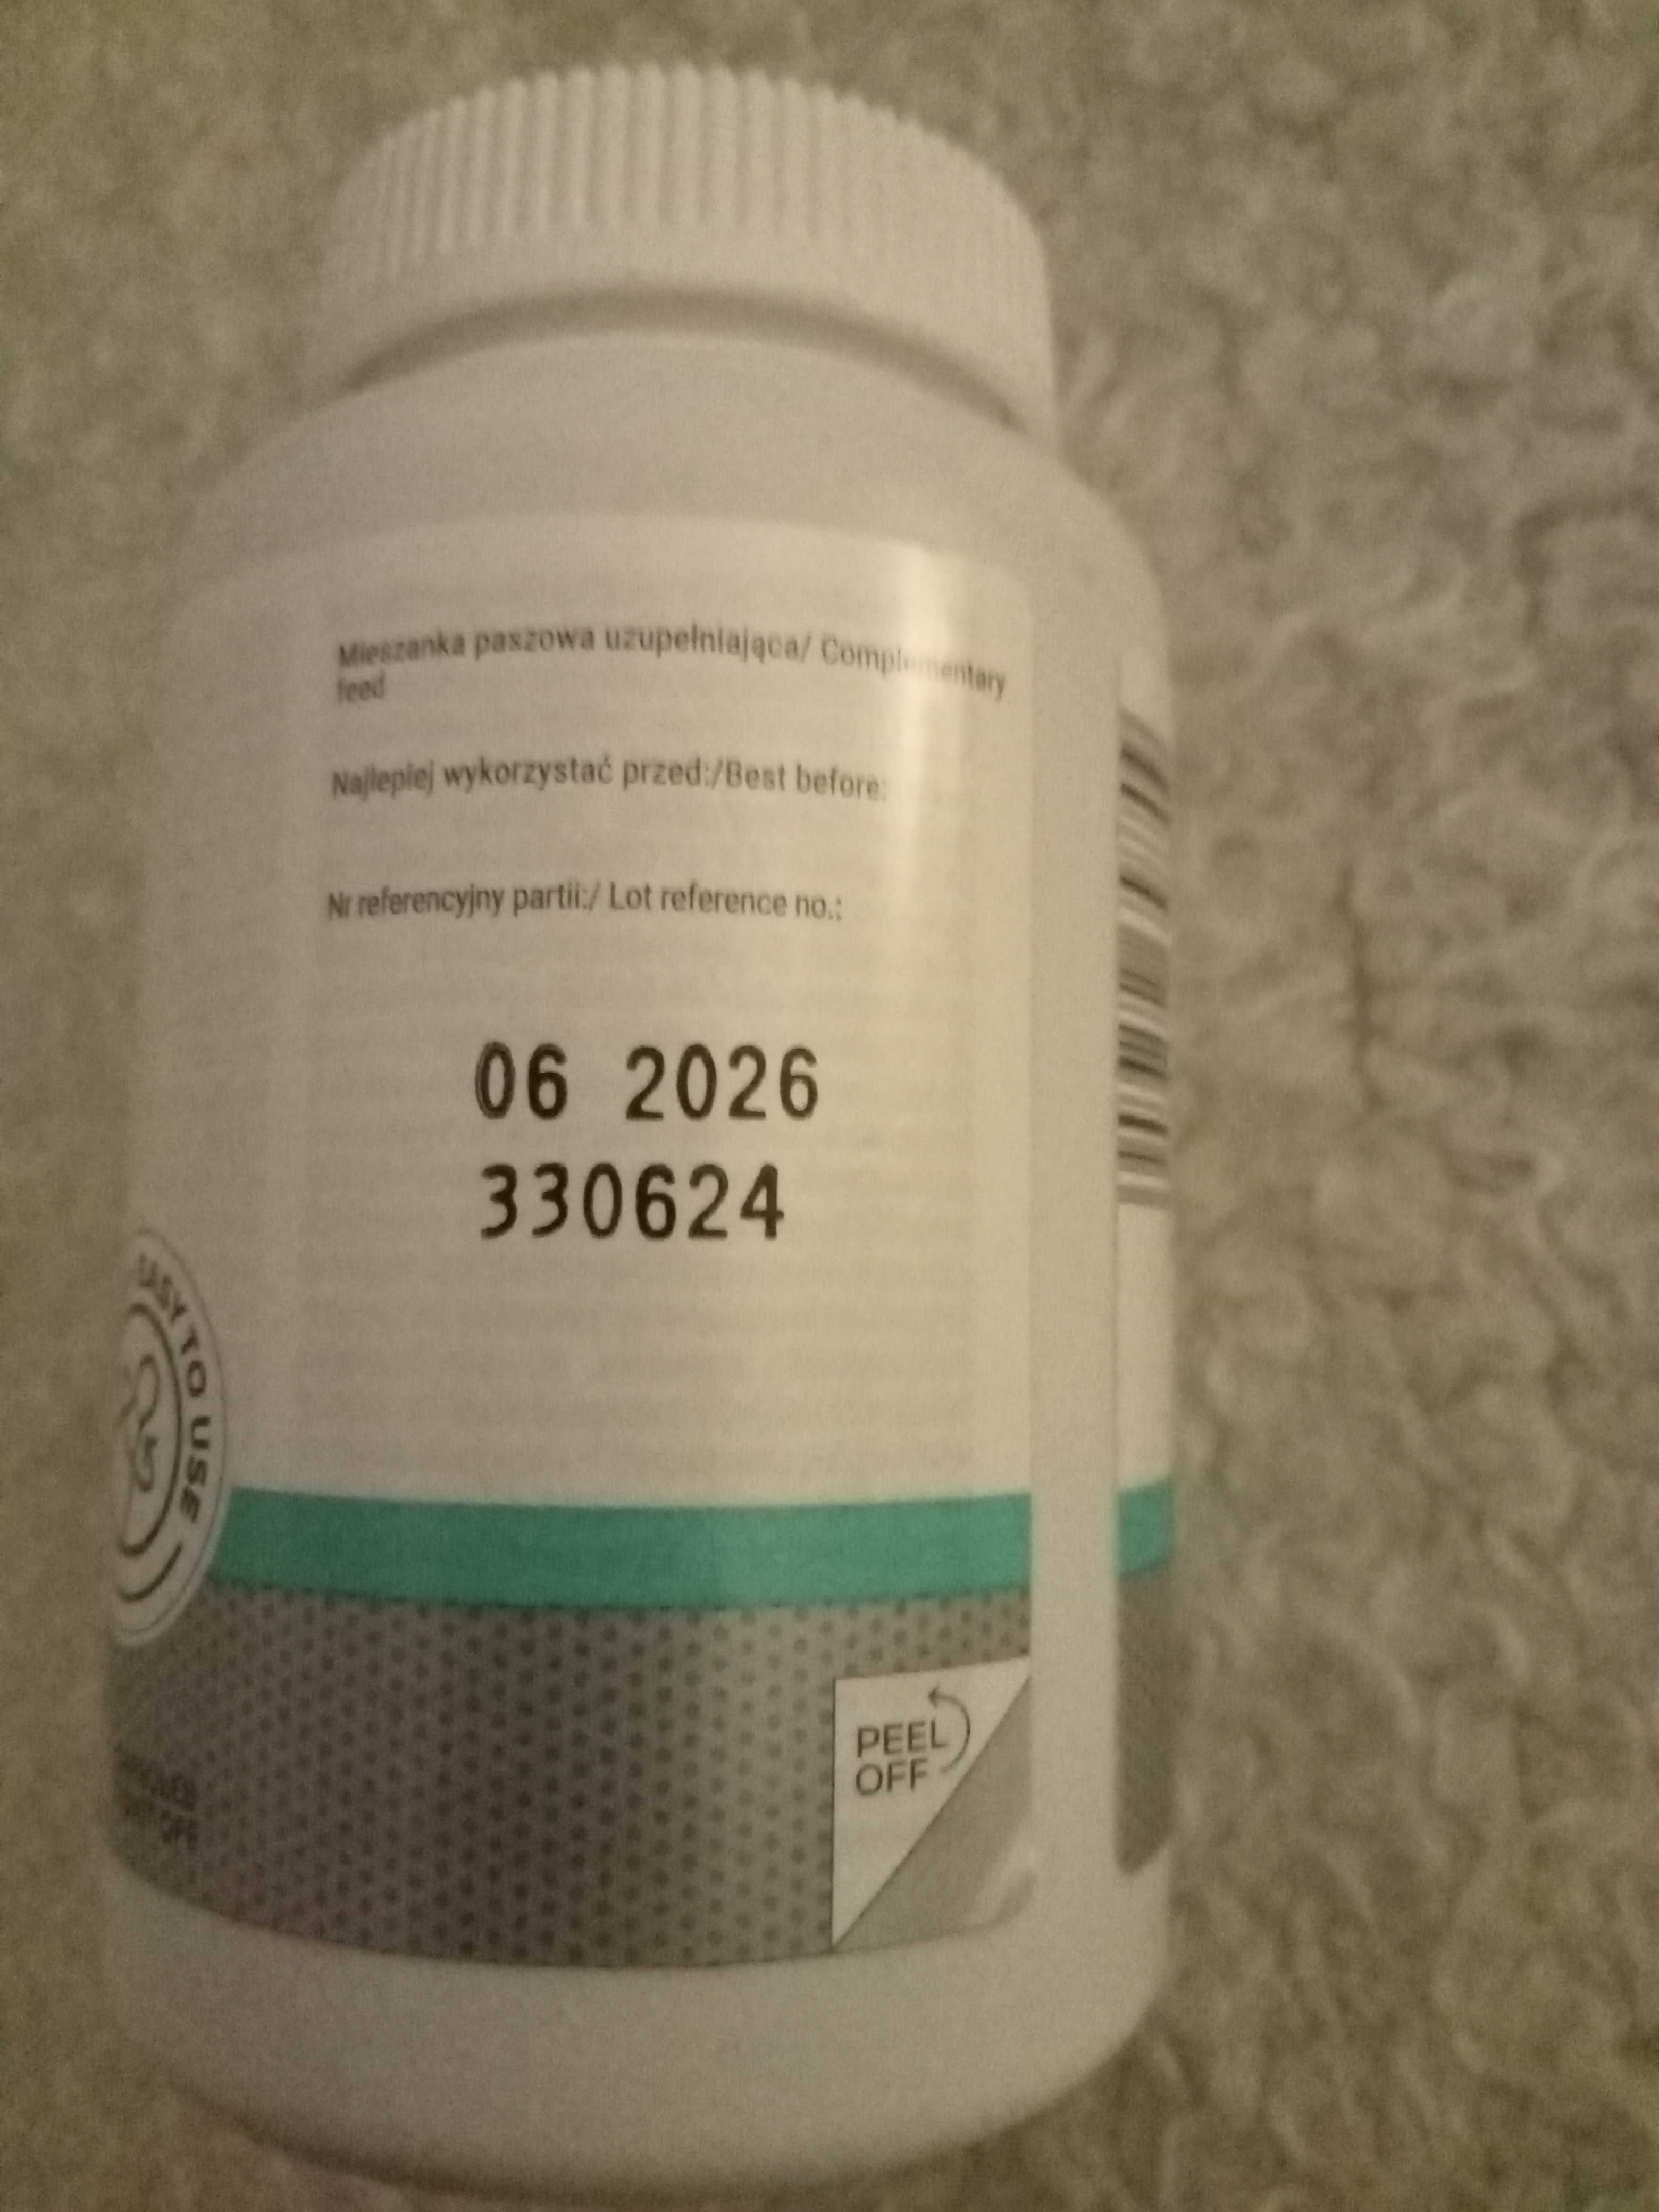 Mieszanka paszowa uzupełniająca/ Complementary
feed
Najlepiej wykorzystać przed:/Best before:
Nr referencyjny partii:/ Lot reference no.:
06 2026
330624
EASY TO USE
PEEL
OFF